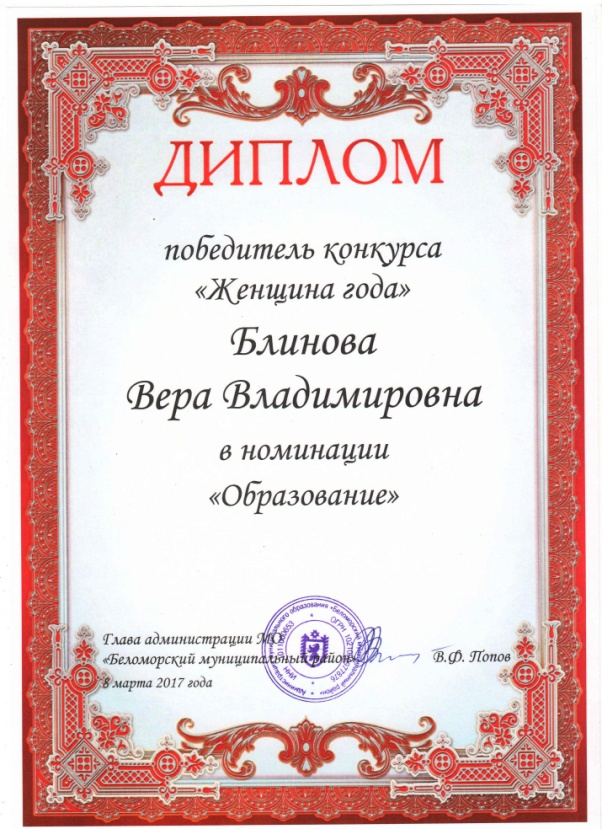 ДИПЛОМ
победитель конкурса
«Женщина года»
Блинова
Вера Владимировна
в номинации
«Образование»
Глава администрации МО
«Беломорский муниципальный район»
В.Ф. Попов
8 марта 2017 года